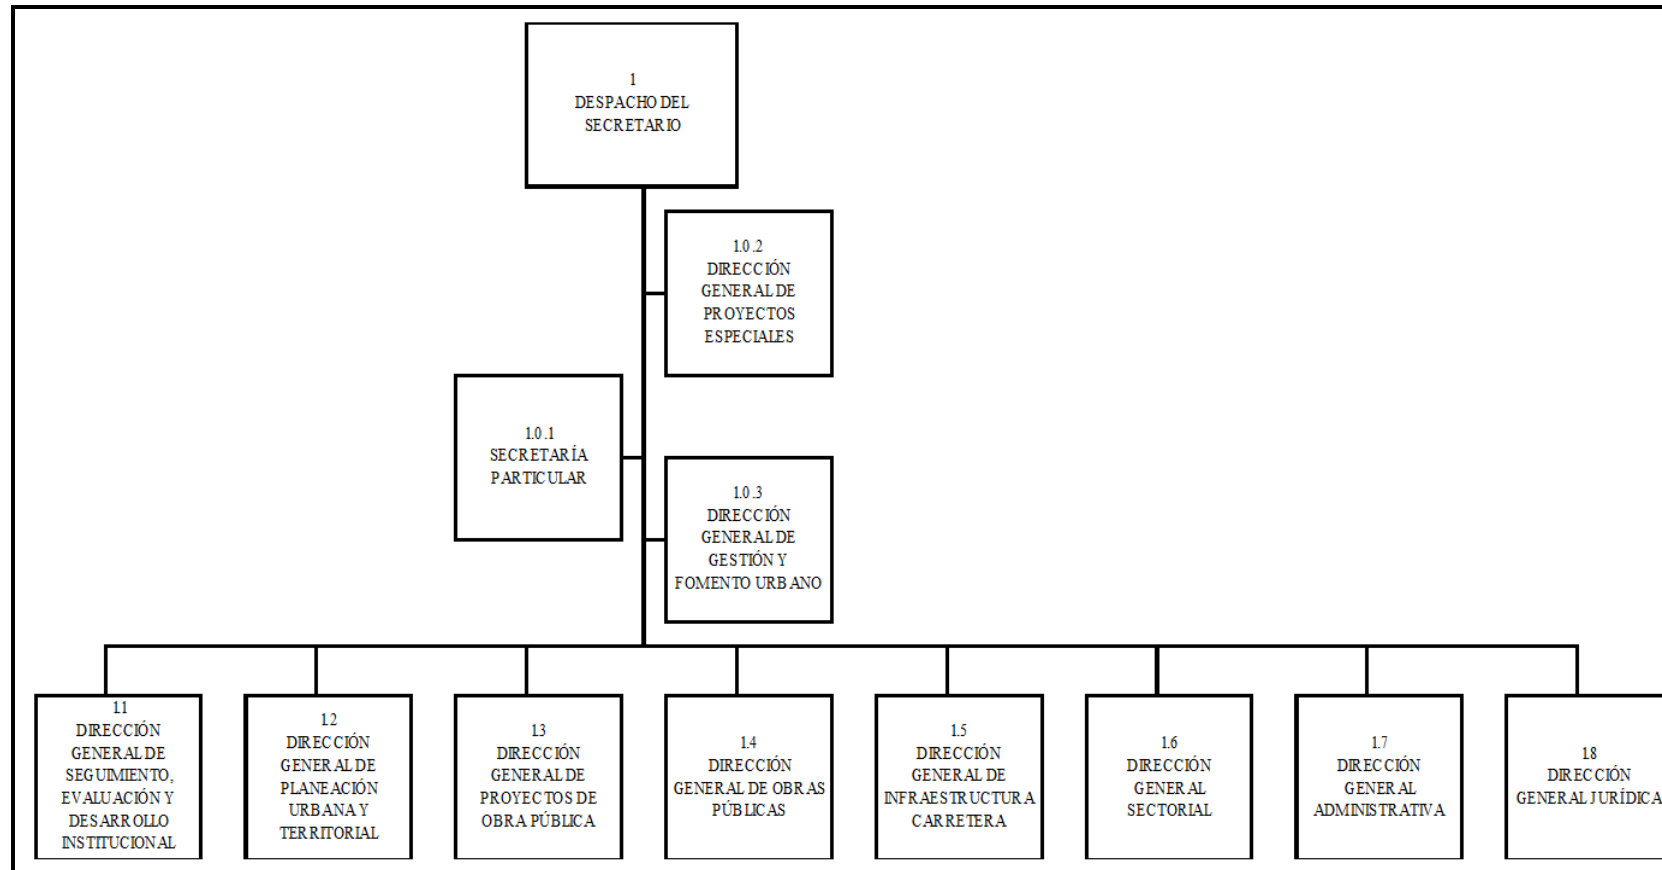 1
DESPACHO DEL
SECRETARIO
1.0.2
DIRECCIÓN
GENERAL DE
PROYECTOS
ESPECIALES
1.0.1
SECRETARÍA
PARTICULAR
1.0.3
DIRECCIÓN
GENERAL DE
GESTIÓN Y
FOMENTO URBANO
1.1
DIRECCIÓN
GENERAL DE
SEGUIMIENTO,
EVALUACIÓN Y
DESARROLLO
INSTITUCIONAL
1.2
DIRECCIÓN
GENERAL DE
PLANEACIÓN
URBANA Y
TERRITORIAL
1.3
DIRECCIÓN
GENERAL DE
PROYECTOS DE
OBRA PÚBLICA
1.4
DIRECCIÓN
GENERAL DE OBRAS
PÚBLICAS
1.5
DIRECCIÓN
GENERAL DE
INFRAESTRUCTURA
CARRETERA
1.6
DIRECCIÓN
GENERAL
SECTORIAL
1.7
DIRECCIÓN
GENERAL
ADMINISTRATIVA
1.8
DIRECCIÓN
GENERAL JURÍDICA